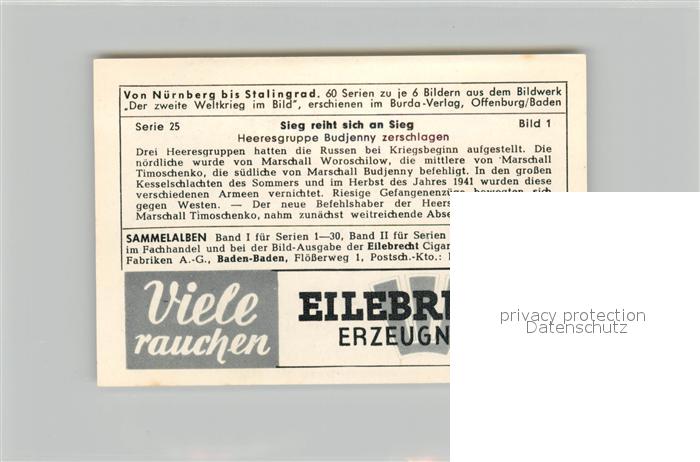 Von Nürnberg bis Stalingrad. 60 Serien zu je 6 Bildern aus dem Bildwerk
„Der zweite Weltkrieg im Bild", erschienen im Burda-Verlag, Offenburg/Baden
Serie 25 Sieg reiht sich an Sieg Bild 1
Heeresgruppe Budjenny zerschlagen
Drei Heeresgruppen hatten die Russen bei Kriegsbeginn aufgestellt. Die
nördliche wurde von Marschall Woroschilow, die mittlere von Marschall
Timoschenko, die südliche von Marschall Budjenny befehligt. In den großen
Kesselschlachten des Sommers und im Herbst des Jahres 1941 wurden diese
verschiedenen Armeen vernichtet. Riesige Gefangenenzüge bewegten sich
gegen Westen. — Der neue Befehlshaber der
Marschall Timoschenko, nahm zunächst weitreichende
SAMMELALBEN Band I für Serien 1—30, Band II für Serien
im Fachhandel und bei der Bild-Ausgabe der Eilebrecht
Fabriken A.-G., Baden-Baden, Flößerweg 1, Postsch.-Kto.:
Viele
rauchen
EILEBR
ERZEUGN
privacy protection
Datenschutz